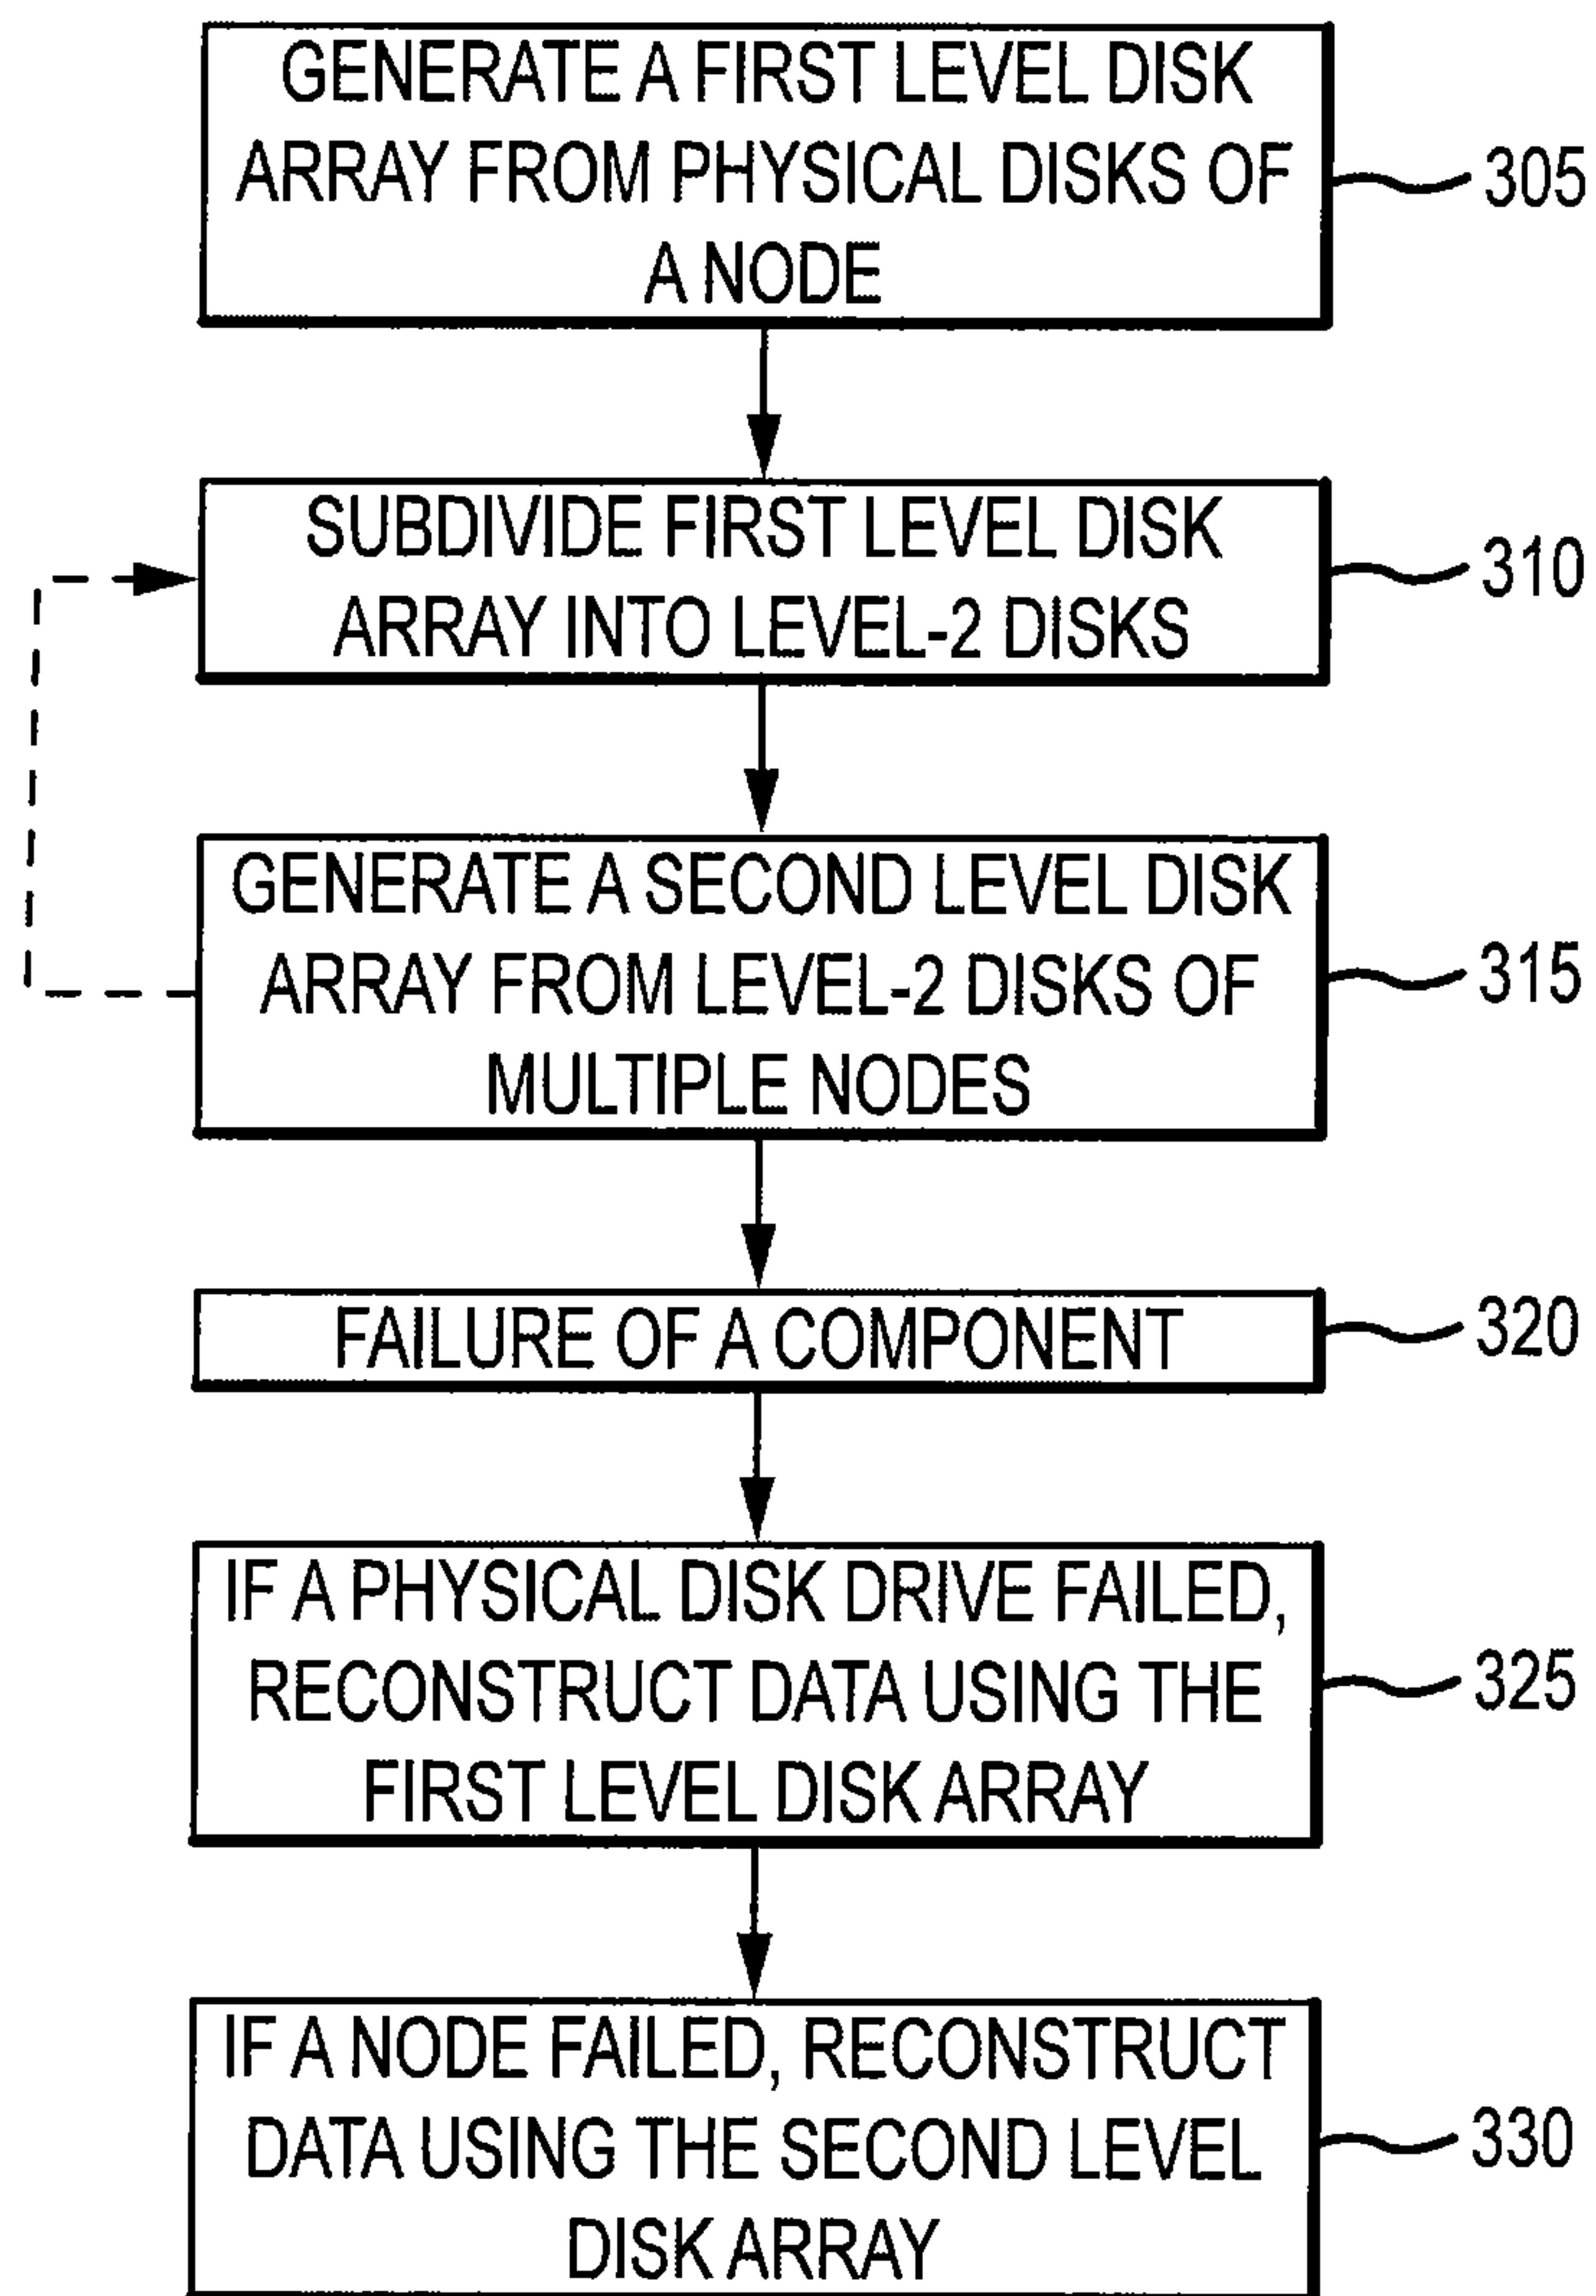 GENERATE A FIRST LEVEL DISK
ARRAY FROM PHYSICAL DISKS OF
A NODE
305
SUBDIVIDE FIRST LEVEL DISK
ARRAY INTO LEVEL-2 DISKS
310
GENERATE A SECOND LEVEL DISK
ARRAY FROM LEVEL-2 DISKS OF
MULTIPLE NODES
315
FAILURE OF A COMPONENT
320
IF A PHYSICAL DISK DRIVE FAILED,
RECONSTRUCT DATA USING THE
FIRST LEVEL DISK ARRAY
325
IF A NODE FAILED, RECONSTRUCT
DATA USING THE SECOND LEVEL
DISK ARRAY
330